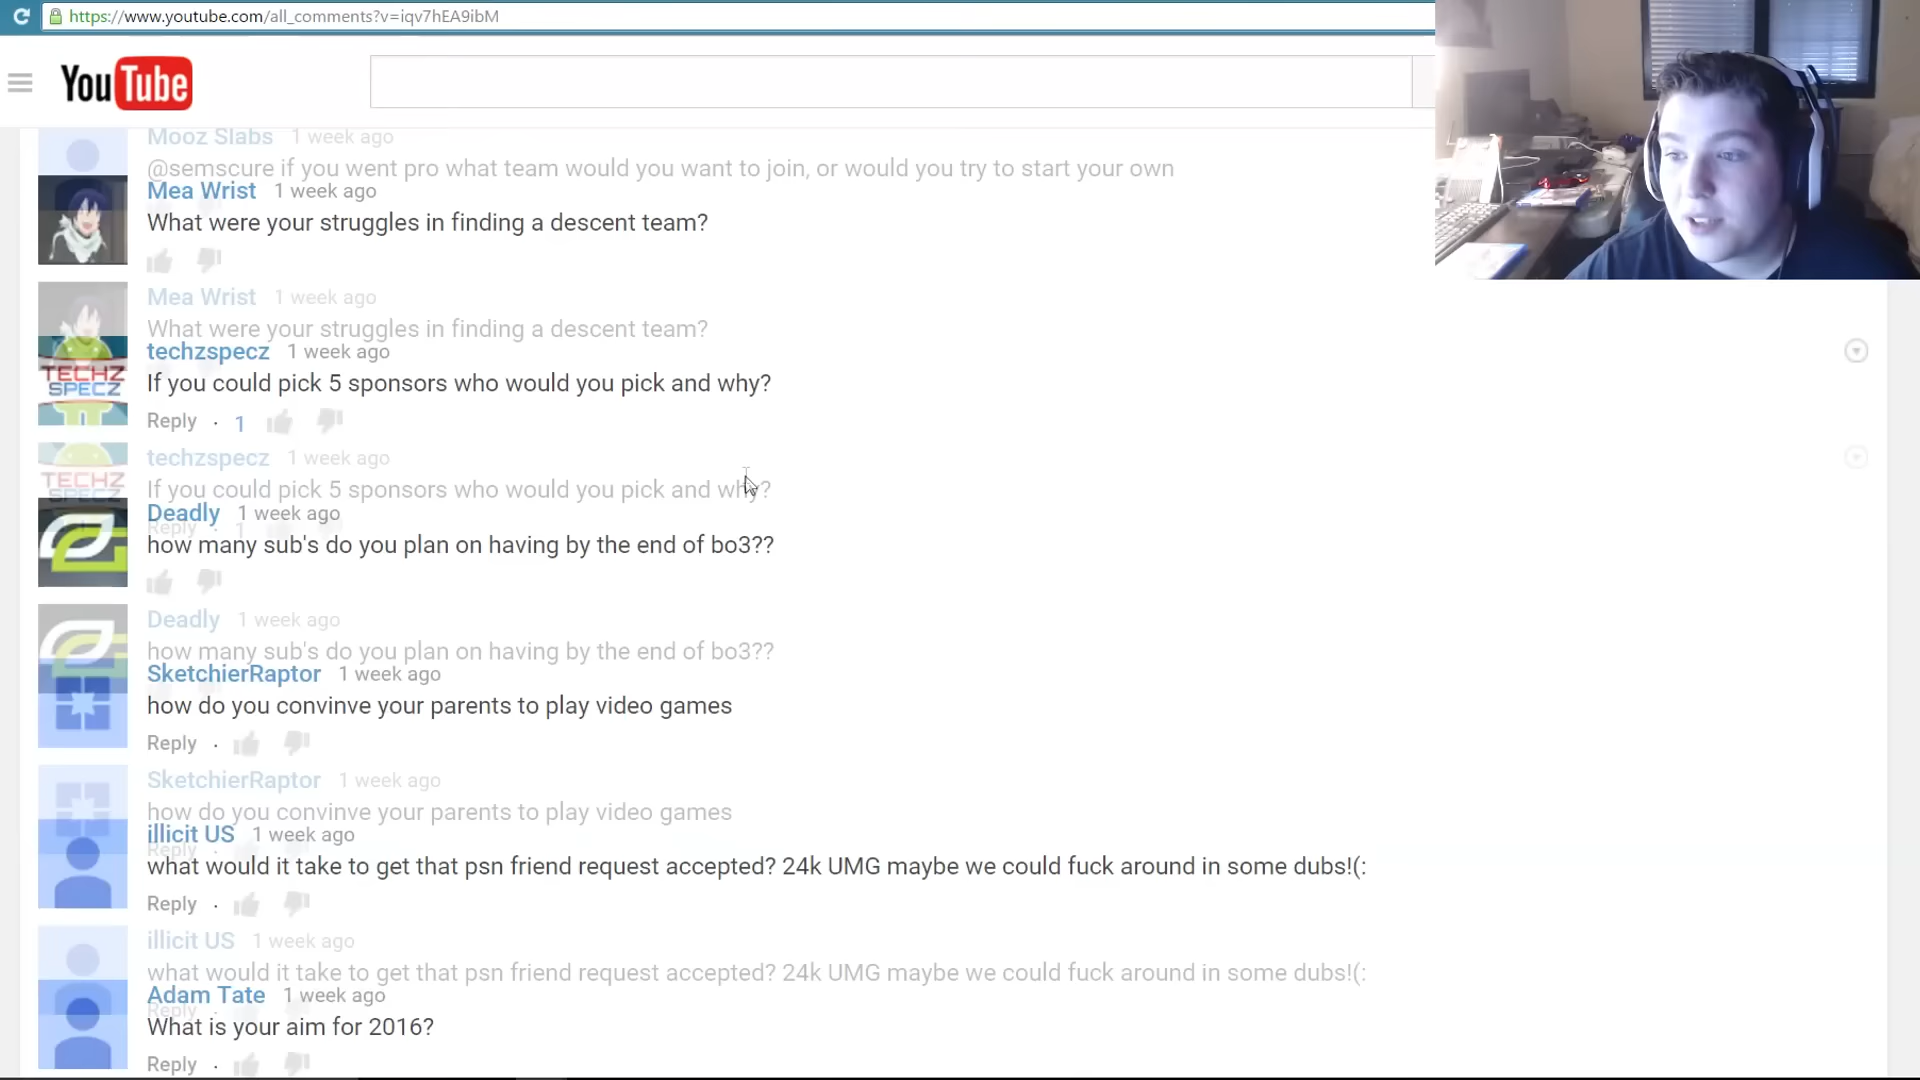 https://www.youtube.com/all_comments?v=iqv7hEA9ibM
YouTube
Mooz Slabs 1 week ago
@semscure if you went pro what team would you want to join, or would you try to start your own
Mea Wrist 1 week ago
What were your struggles in finding a descent team?
Mea Wrist 1 week ago
What were your struggles in finding a descent team?
techzspecz 1 week ago
TECHZ
SPECZ
If you could pick 5 sponsors who would you pick and why?
Reply · 1
techzspecz 1 week ago
TECHZ
SPECZ
If you could pick 5 sponsors who would you pick and why?
Deadly 1 week ago
Reply · 1
how many sub's do you plan on having by the end of bo3??
Deadly 1 week ago
how many sub's do you plan on having by the end of bo3??
SketchierRaptor 1 week ago
how do you convinve your parents to play video games
Reply ·
SketchierRaptor 1 week ago
how do you convinve your parents to play video games
illicit US 1 week ago
Reply
what would it take to get that psn friend request accepted? 24k UMG maybe we could fuck around in some dubs!(:
Reply ·
illicit US 1 week ago
what would it take to get that psn friend request accepted? 24k UMG maybe we could fuck around in some dubs!(:
Adam Tate 1 week ago
Reply
What is your aim for 2016?
Reply ·